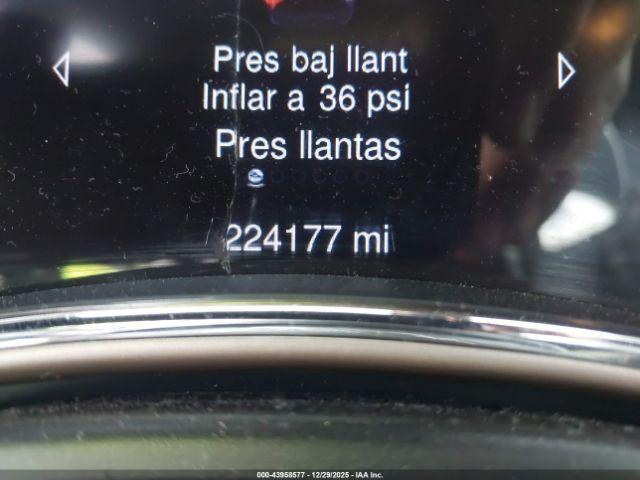 Pres baj llant
Inflar a 36 psi
Pres llantas
224177 mi
000-43958577 - 12/29/2025 - IAA Inc.